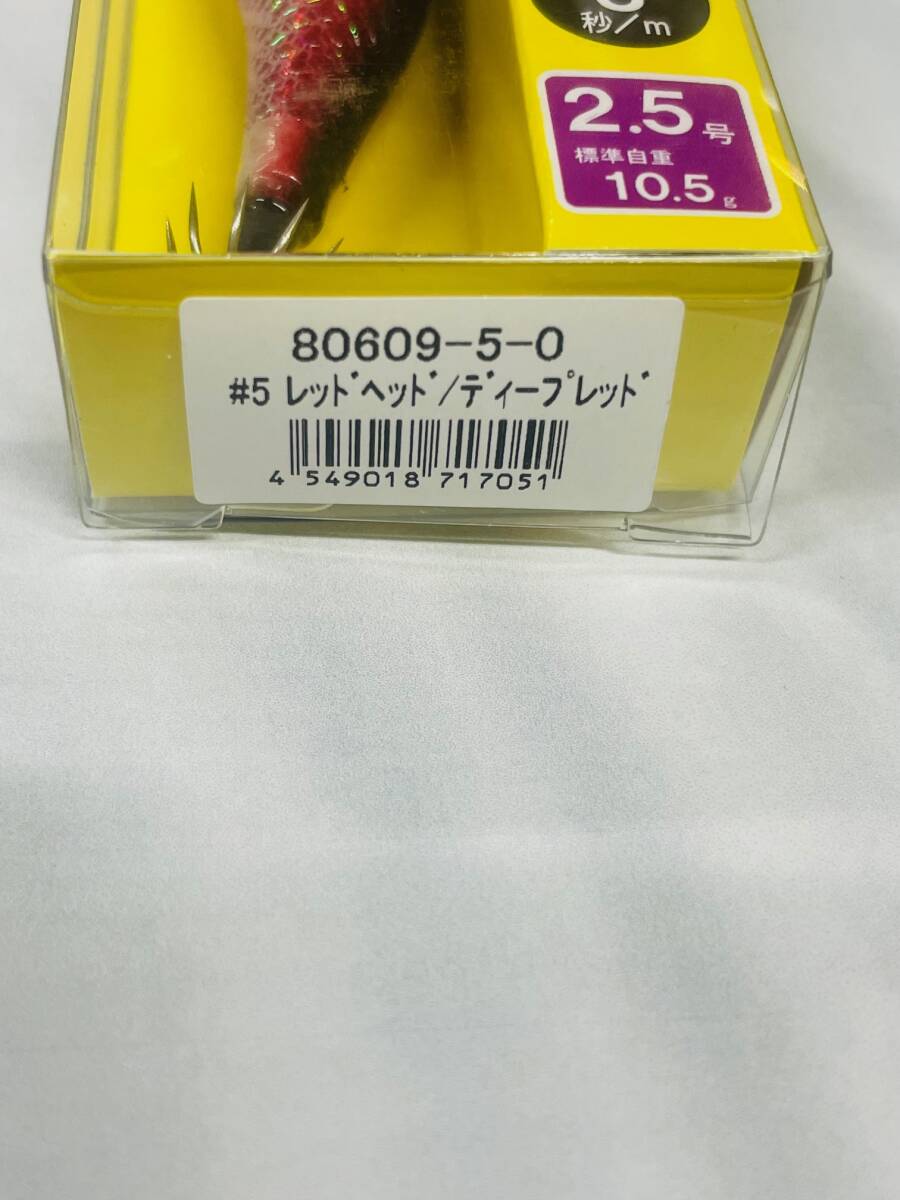 秒/m
2.5号
標準自重
10.5g
80609-5-0
#5 ﾚｯﾄﾞﾍｯﾄﾞ/ﾃﾞｨｰﾌﾟﾚｯﾄﾞ
4 549018 717051